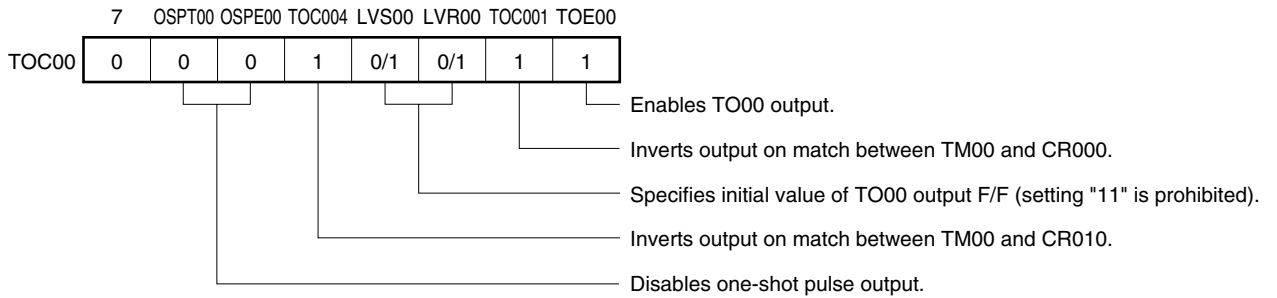 7 OSPT00 OSPE00 TOC004 LVS00 LVR00 TOC001 TOE00
TOC00 0 0 0 1 0/1 0/1 1 1
Enables TO00 output.
Inverts output on match between TM00 and CR000.
Specifies initial value of TO00 output F/F (setting "11" is prohibited).
Inverts output on match between TM00 and CR010.
Disables one-shot pulse output.